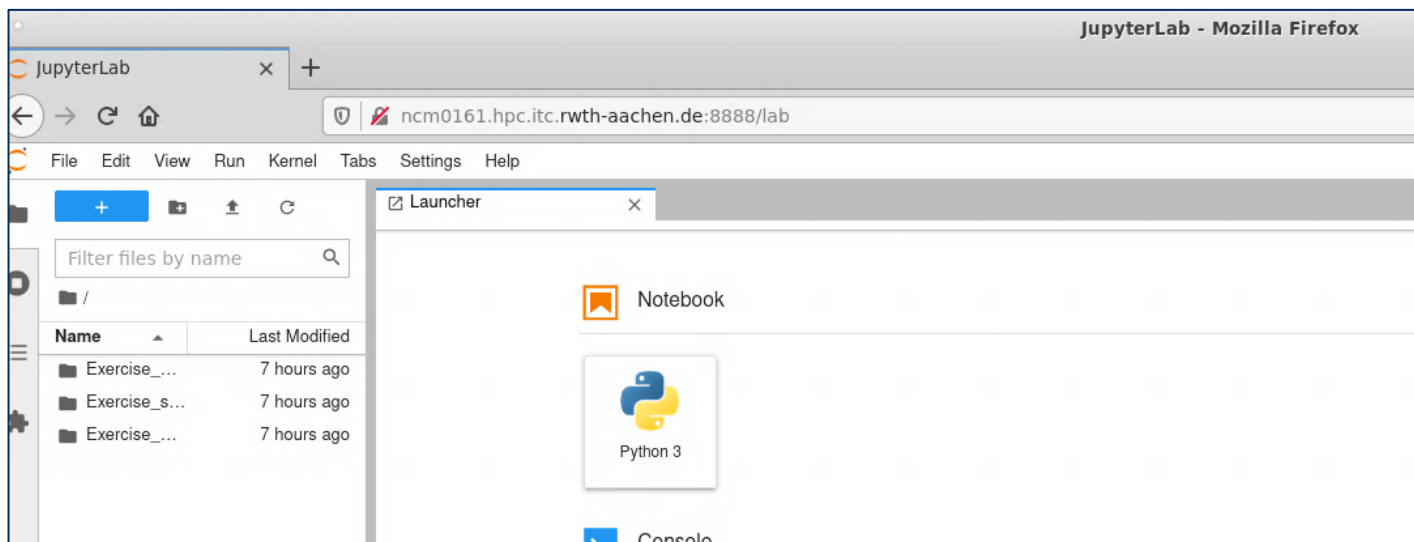 JupyterLab - Mozilla Firefox
JupyterLab
ncm0161.hpc.itc.rwth-aachen.de:8888/lab
File Edit View Run Kernel Tabs Settings Help
+
Launcher
Filter files by name
/
Name Last Modified
Exercise_... 7 hours ago
Exercise_s... 7 hours ago
Exercise_... 7 hours ago
Notebook
Python 3
Console